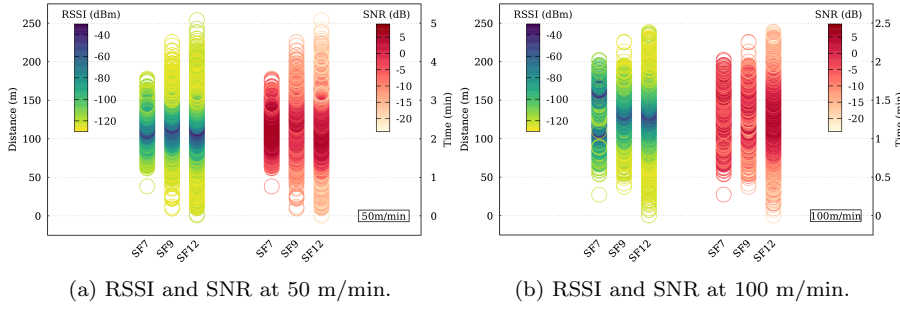 RSSI (dBm)
SNR (dB)
-40
-60
-80
-100
-120
5
0
-5
-10
-15
-20
250
200
150
100
50
0
Distance (m)
5
4
3
2
1
0
Time (min)
50m/min
SF7
SF9
SF12
SF7
SF9
SF12
(a) RSSI and SNR at 50 m/min.
RSSI (dBm)
SNR (dB)
-40
-60
-80
-100
-120
5
0
-5
-10
-15
-20
250
200
150
100
50
0
Distance (m)
2.5
2
1.5
1
0.5
0
Time (min)
100m/min
SF7
SF9
SF12
SF7
SF9
SF12
(b) RSSI and SNR at 100 m/min.